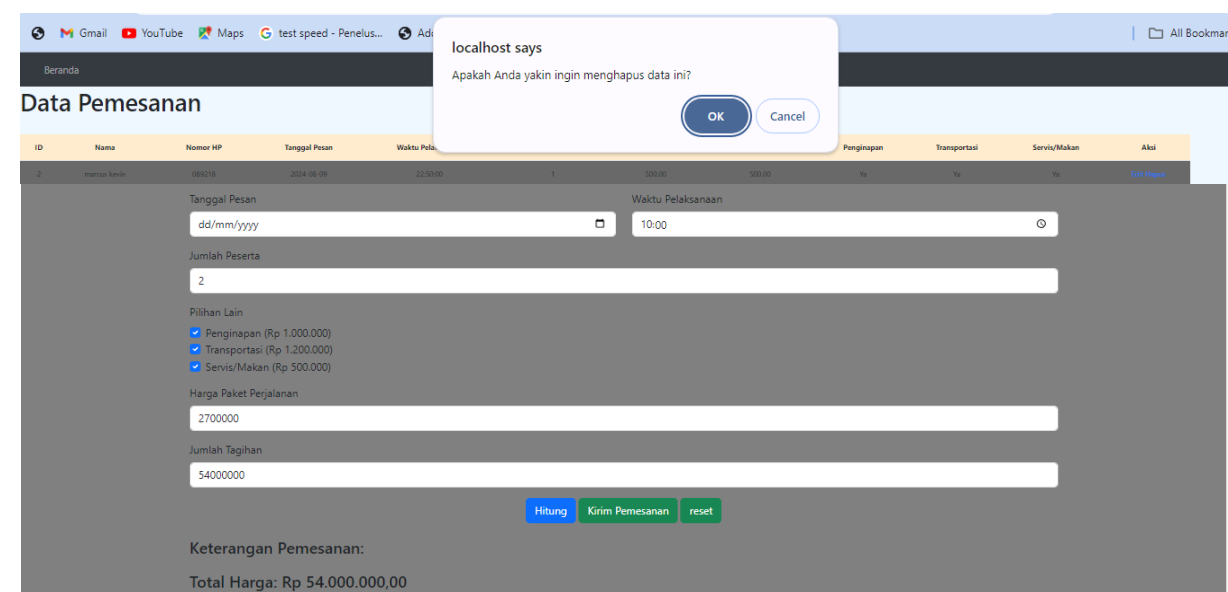 Gmail YouTube Maps test speed - Penelus... All Bookmar
localhost says
Apakah Anda yakin ingin menghapus data ini?
OK Cancel
Beranda
Data Pemesanan
ID Nama Nomor HP Tanggal Pesan Penginapan Transportasi Servis/Makan Aksi
2 marcus kevin 089218 2024-08-09 22:50:00 1 500.00 500.00 Ya Ya Ya
Tanggal Pesan Waktu Pelaksanaan
dd/mm/yyyy 10:00
Jumlah Peserta
2
Pilihan Lain
Penginapan (Rp 1.000.000)
Transportasi (Rp 1.200.000)
Servis/Makan (Rp 500.000)
Harga Paket Perjalanan
2700000
Jumlah Tagihan
54000000
Hitung Kirim Pemesanan reset
Keterangan Pemesanan:
Total Harga: Rp 54.000.000,00